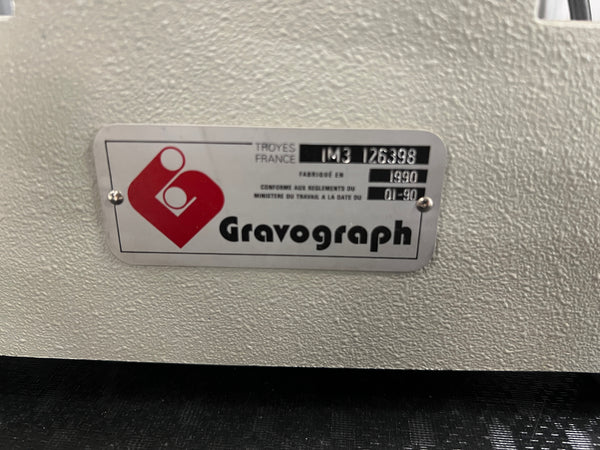 TROYES
FRANCE IM3 126398
FABRIQUÉ EN 1990
CONFORME AUX REGLEMENTS DU
MINISTERE DU TRAVAIL A LA DATE DU 01-90
Gravograph